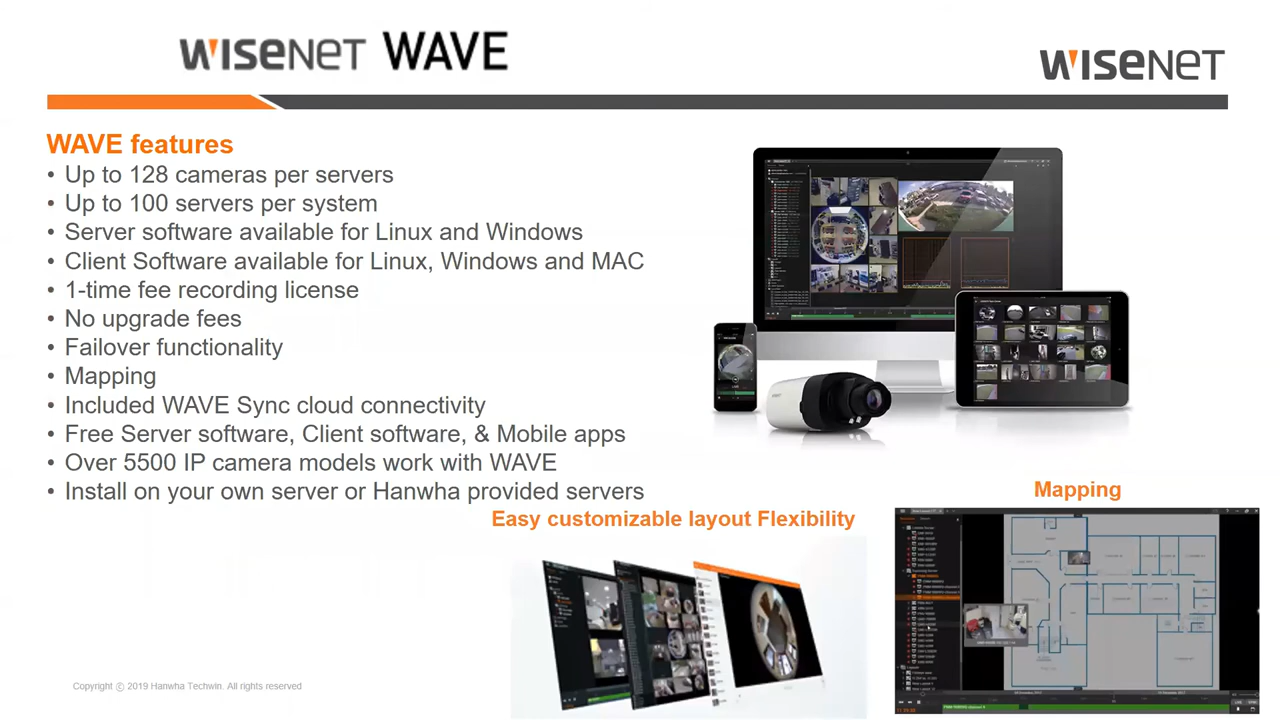 WISENET WAVE
WISENET
WAVE features
• Up to 128 cameras per servers
• Up to 100 servers per system
• Server software available for Linux and Windows
• Client Software available for Linux, Windows and MAC
• 1-time fee recording license
• No upgrade fees
• Failover functionality
• Mapping
• Included WAVE Sync cloud connectivity
• Free Server software, Client software, & Mobile apps
• Over 5500 IP camera models work with WAVE
• Install on your own server or Hanwha provided servers
Easy customizable layout Flexibility
Mapping
Copyright ⓒ 2019 Hanwha Techwin. All rights reserved